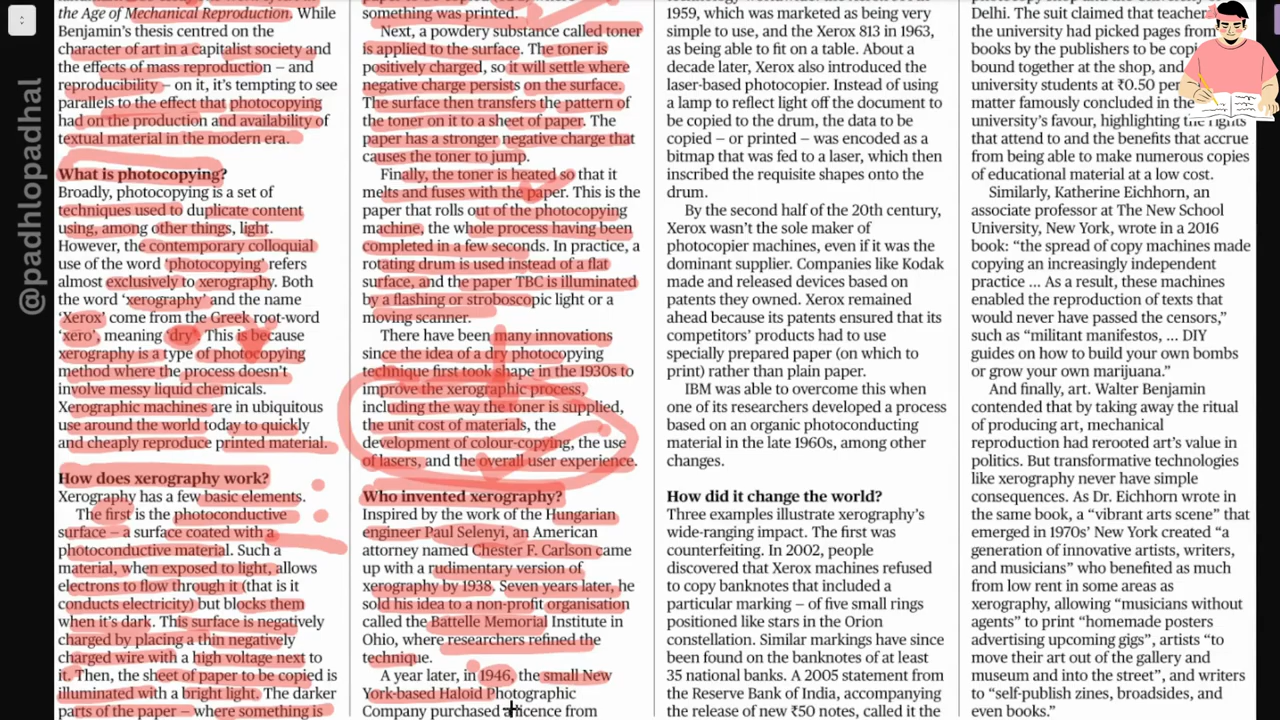 @padhlopadhal
the Age of Mechanical Reproduction. While
Benjamin's thesis centred on the
character of art in a capitalist society and
the effects of mass reproduction – and
reproducibility – on it, it's tempting to see
parallels to the effect that photocopying
had on the production and availability of
textual material in the modern era.
What is photocopying?
Broadly, photocopying is a set of
techniques used to duplicate content
using, among other things, light.
However, the contemporary colloquial
use of the word 'photocopying' refers
almost exclusively to xerography. Both
the word 'xerography' and the name
'Xerox' come from the Greek root-word
'xero', meaning 'dry'. This is because
xerography is a type of photocopying
method where the process doesn't
involve messy liquid chemicals.
Xerographic machines are in ubiquitous
use around the world today to quickly
and cheaply reproduce printed material.
How does xerography work?
Xerography has a few basic elements.
The first is the photoconductive
surface – a surface coated with a
photoconductive material. Such a
material, when exposed to light, allows
electrons to flow through it (that is it
conducts electricity) but blocks them
when it's dark. This surface is negatively
charged by placing a thin negatively
charged wire with a high voltage next to
it. Then, the sheet of paper to be copied is
illuminated with a bright light. The darker
parts of the paper – where something is
something was printed.
Next, a powdery substance called toner
is applied to the surface. The toner is
positively charged, so it will settle where
negative charge persists on the surface.
The surface then transfers the pattern of
the toner on to a sheet of paper. The
paper has a stronger negative charge that
causes the toner to jump.
Finally, the toner is heated so that it
melts and fuses with the paper. This is the
paper that rolls out of the photocopying
machine, the whole process having been
completed in a few seconds. In practice, a
rotating drum is used instead of a flat
surface, and the paper TBC is illuminated
by a flashing or stroboscopic light or a
moving scanner.
There have been many innovations
since the idea of a dry photocopying
technique first took shape in the 1930s to
improve the xerographic process,
including the way the toner is supplied,
the unit cost of materials, the
development of colour-copying, the use
of lasers, and the overall user experience.
Who invented xerography?
Inspired by the work of the Hungarian
engineer Paul Selenyi, an American
attorney named Chester F. Carlson came
up with a rudimentary version of
xerography by 1938. Seven years later, he
sold his idea to a non-profit organisation
called the Battelle Memorial Institute in
Ohio, where researchers refined the
technique.
A year later, in 1946, the small New
York-based Haloid Photographic
Company purchased a licence from
1959, which was marketed as being very
simple to use, and the Xerox 813 in 1963,
as being able to fit on a table. About a
decade later, Xerox also introduced the
laser-based photocopier. Instead of using
a lamp to reflect light off the document to
be copied to the drum, the data to be
copied – or printed – was encoded as a
bitmap that was fed to a laser, which then
inscribed the requisite shapes onto the
drum.
By the second half of the 20th century,
Xerox wasn't the sole maker of
photocopier machines, even if it was the
dominant supplier. Companies like Kodak
made and released devices based on
patents they owned. Xerox remained
ahead because its patents ensured that its
competitors' products had to use
specially prepared paper (on which to
print) rather than plain paper.
IBM was able to overcome this when
one of its researchers developed a process
based on an organic photoconducting
material in the late 1960s, among other
changes.
How did it change the world?
Three examples illustrate xerography's
wide-ranging impact. The first was
counterfeiting. In 2002, people
discovered that Xerox machines refused
to copy banknotes that included a
particular marking – of five small rings
positioned like stars in the Orion
constellation. Similar markings have since
been found on the banknotes of at least
35 national banks. A 2005 statement from
the Reserve Bank of India, accompanying
the release of new ₹50 notes, called it the
Delhi. The suit claimed that teachers
the university had picked pages from
books by the publishers to be
bound together at the shop, and
university students at ₹0.50 per
matter famously concluded in the
university's favour, highlighting the rights
that attend to and the benefits that accrue
from being able to make numerous copies
of educational material at a low cost.
Similarly, Katherine Eichhorn, an
associate professor at The New School
University, New York, wrote in a 2016
book: "the spread of copy machines made
copying an increasingly independent
practice ... As a result, these machines
enabled the reproduction of texts that
would never have passed the censors,"
such as "militant manifestos, ... DIY
guides on how to build your own bombs
or grow your own marijuana."
And finally, art. Walter Benjamin
contended that by taking away the ritual
of producing art, mechanical
reproduction had rerooted art's value in
politics. But transformative technologies
like xerography never have simple
consequences. As Dr. Eichhorn wrote in
the same book, a "vibrant arts scene" that
emerged in 1970s' New York created "a
generation of innovative artists, writers,
and musicians" who benefited as much
from low rent in some areas as
xerography, allowing "musicians without
agents" to print "homemade posters
advertising upcoming gigs", artists "to
move their art out of the gallery and
museum and into the street", and writers
to "self-publish zines, broadsides, and
even books."